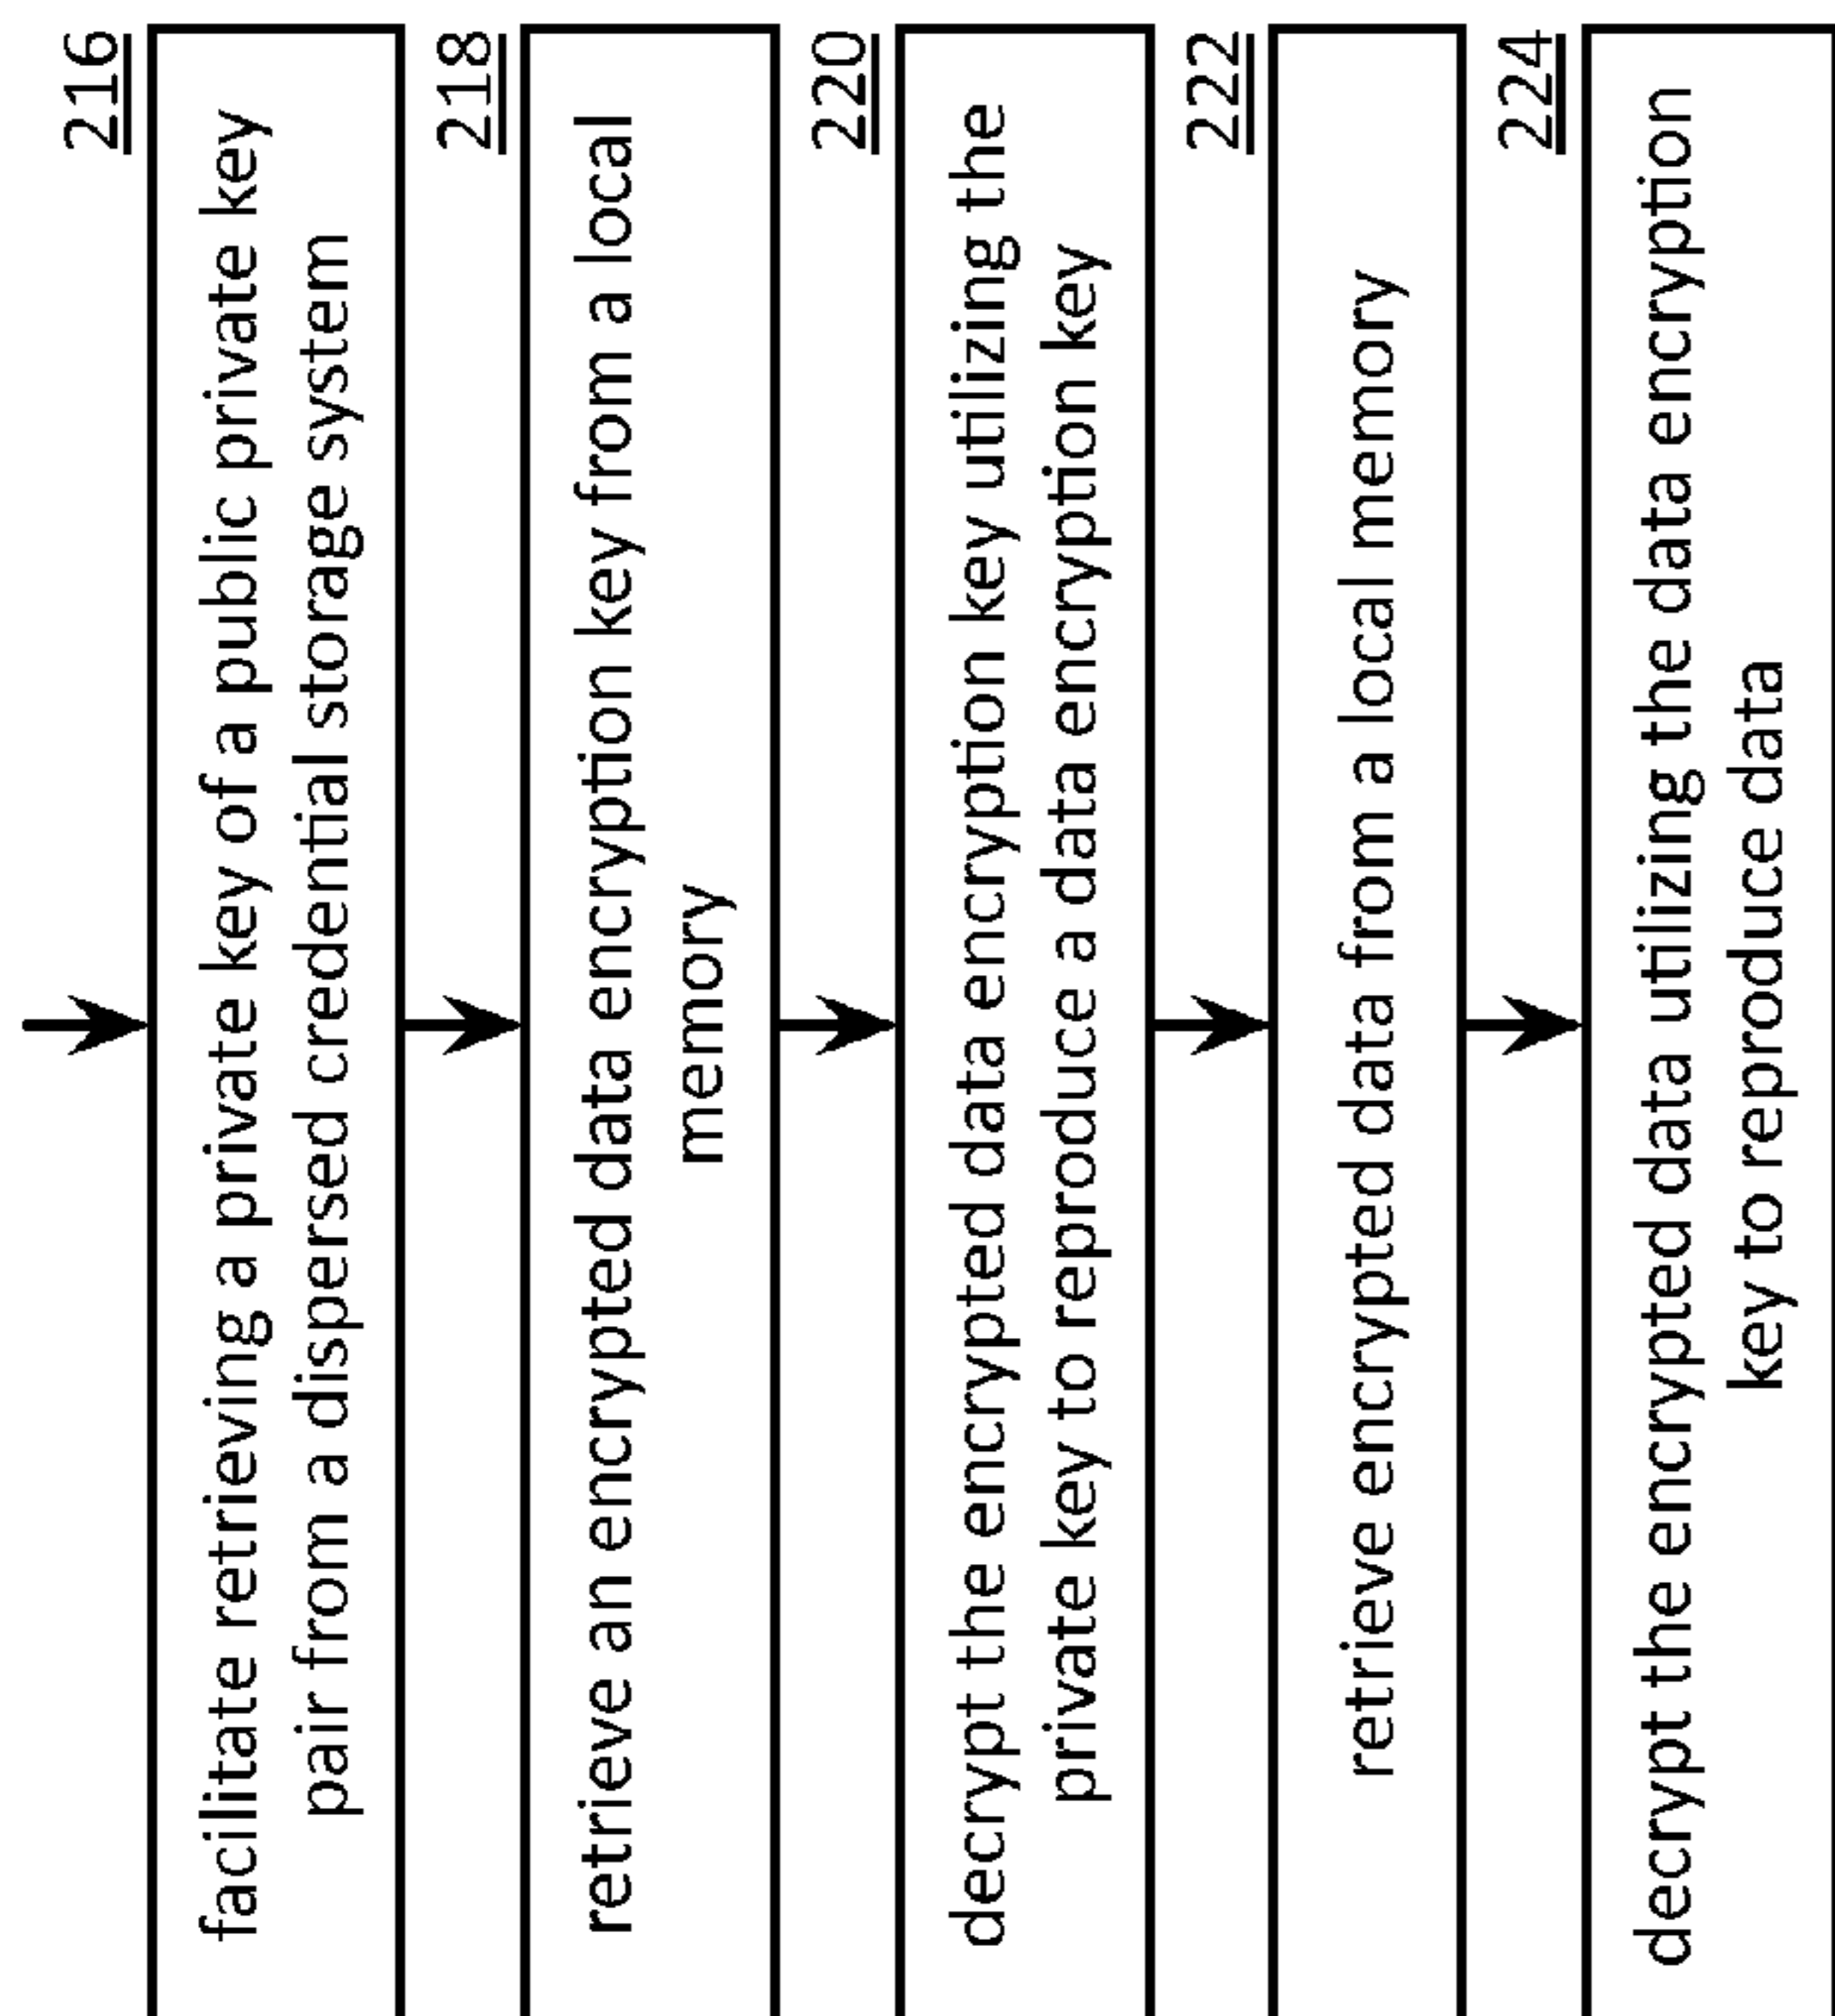 216
facilitate retrieving a private key of a public private key
pair from a dispersed credential storage system
218
retrieve an encrypted data encryption key from a local
memory
220
decrypt the encrypted data encryption key utilizing the
private key to reproduce a data encryption key
222
retrieve encrypted data from a local memory
224
decrypt the encrypted data utilizing the data encryption
key to reproduce data